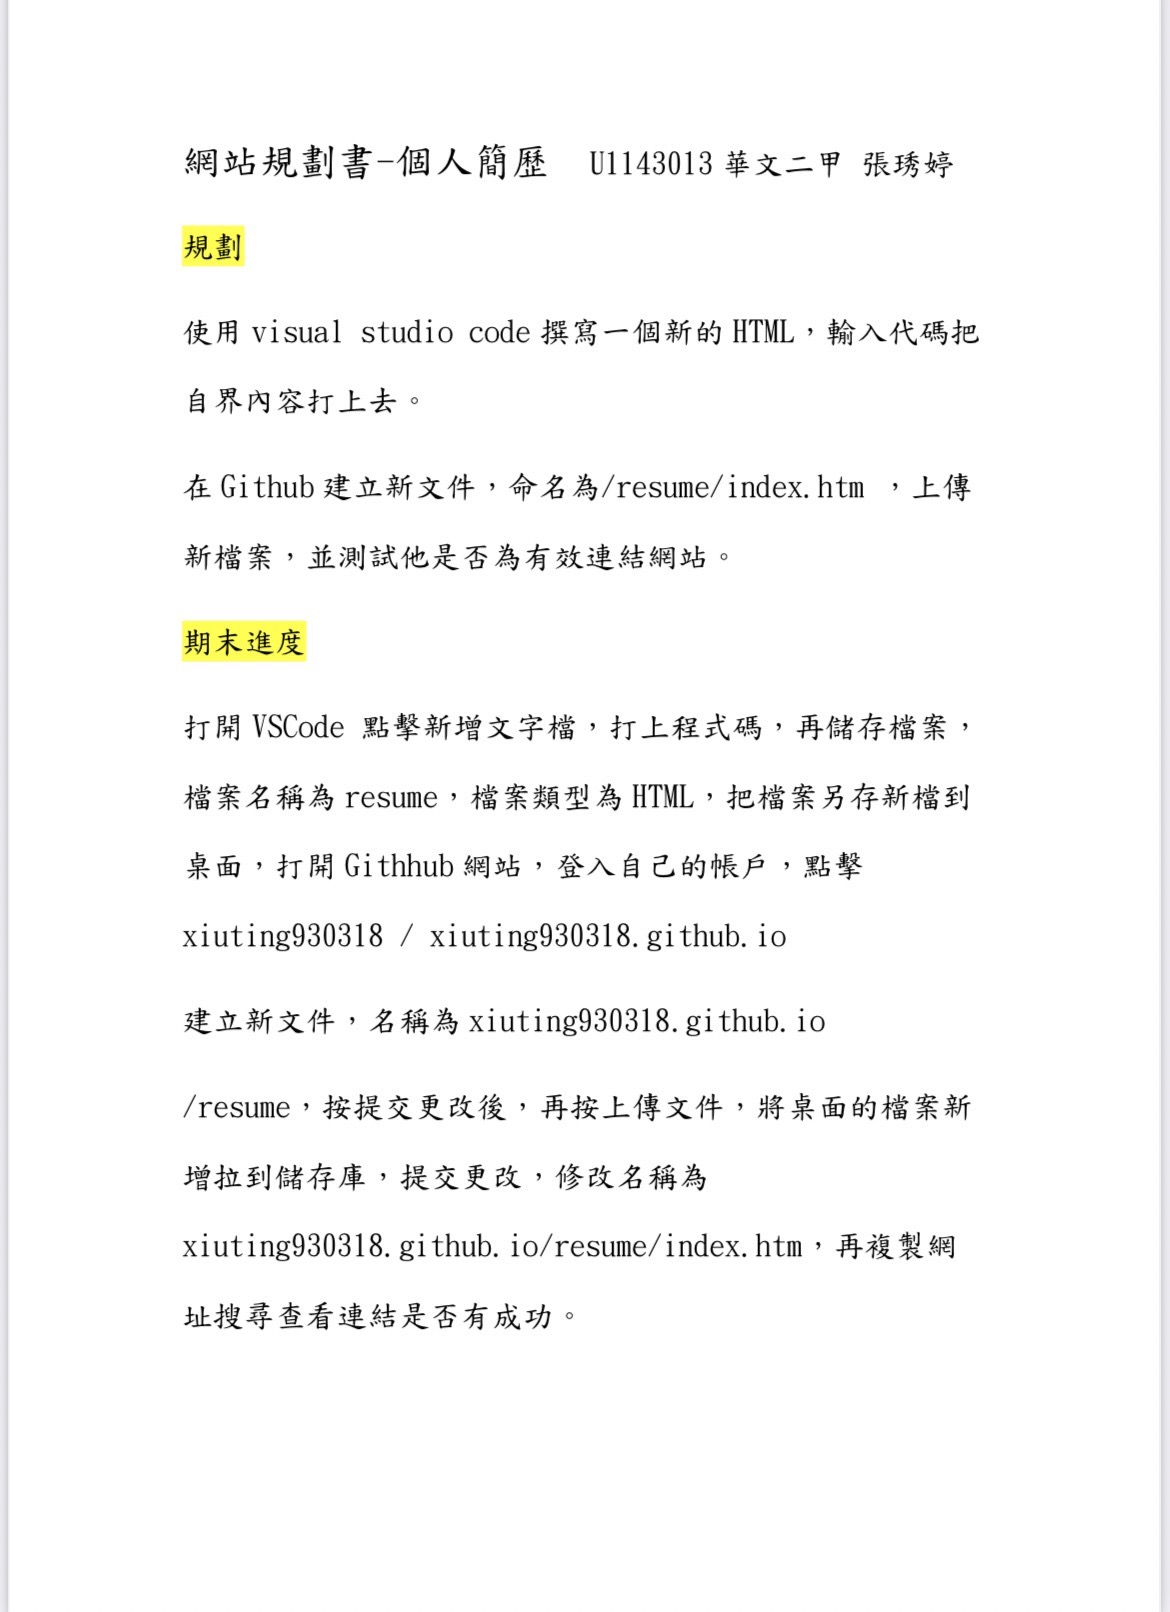 網站規劃書-個人簡歷 U1143013 華文二甲 張琇婷
規劃
使用 visual studio code 撰寫一個新的 HTML，輸入代碼把
自界內容打上去。
在 Github 建立新文件，命名為/resume/index.htm ，上傳
新檔案，並測試他是否為有效連結網站。
期末進度
打開 VSCode 點擊新增文字檔，打上程式碼，再儲存檔案，
檔案名稱為 resume，檔案類型為 HTML，把檔案另存新檔到
桌面，打開 Githhub 網站，登入自己的帳戶，點擊
xiuting930318 / xiuting930318.github.io
建立新文件，名稱為 xiuting930318.github.io
/resume，按提交更改後，再按上傳文件，將桌面的檔案新
增拉到儲存庫，提交更改，修改名稱為
xiuting930318.github.io/resume/index.htm，再複製網
址搜尋查看連結是否有成功。